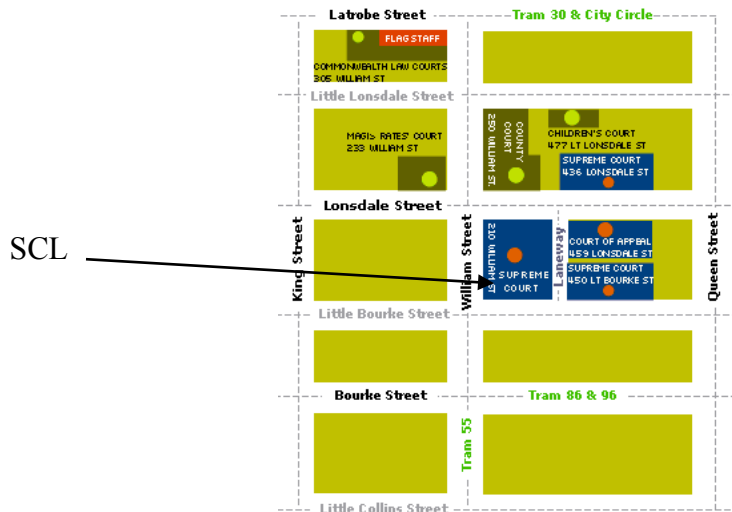 Latrobe Street
Tram 30 & City Circle
FLAGSTAFF
COMMONWEALTH LAW COURTS
305 WILLIAM ST
Little Lonsdale Street
MAGIS RATES' COURT
233 WILLIAM ST
COUNTY
COURT
250 WILLIAM ST.
CHILDREN'S COURT
477 LT LONSDALE ST
SUPREME COURT
436 LONSDALE ST
Lonsdale Street
SCL
King Street
William Street
210 WILLIAM ST
SUPREME
COURT
Laneway
COURT OF APPEAL
459 LONSDALE ST
SUPREME COURT
450 LT BOURKE ST
Queen Street
Little Bourke Street
Bourke Street
Tram 86 & 96
Tram 55
Little Collins Street